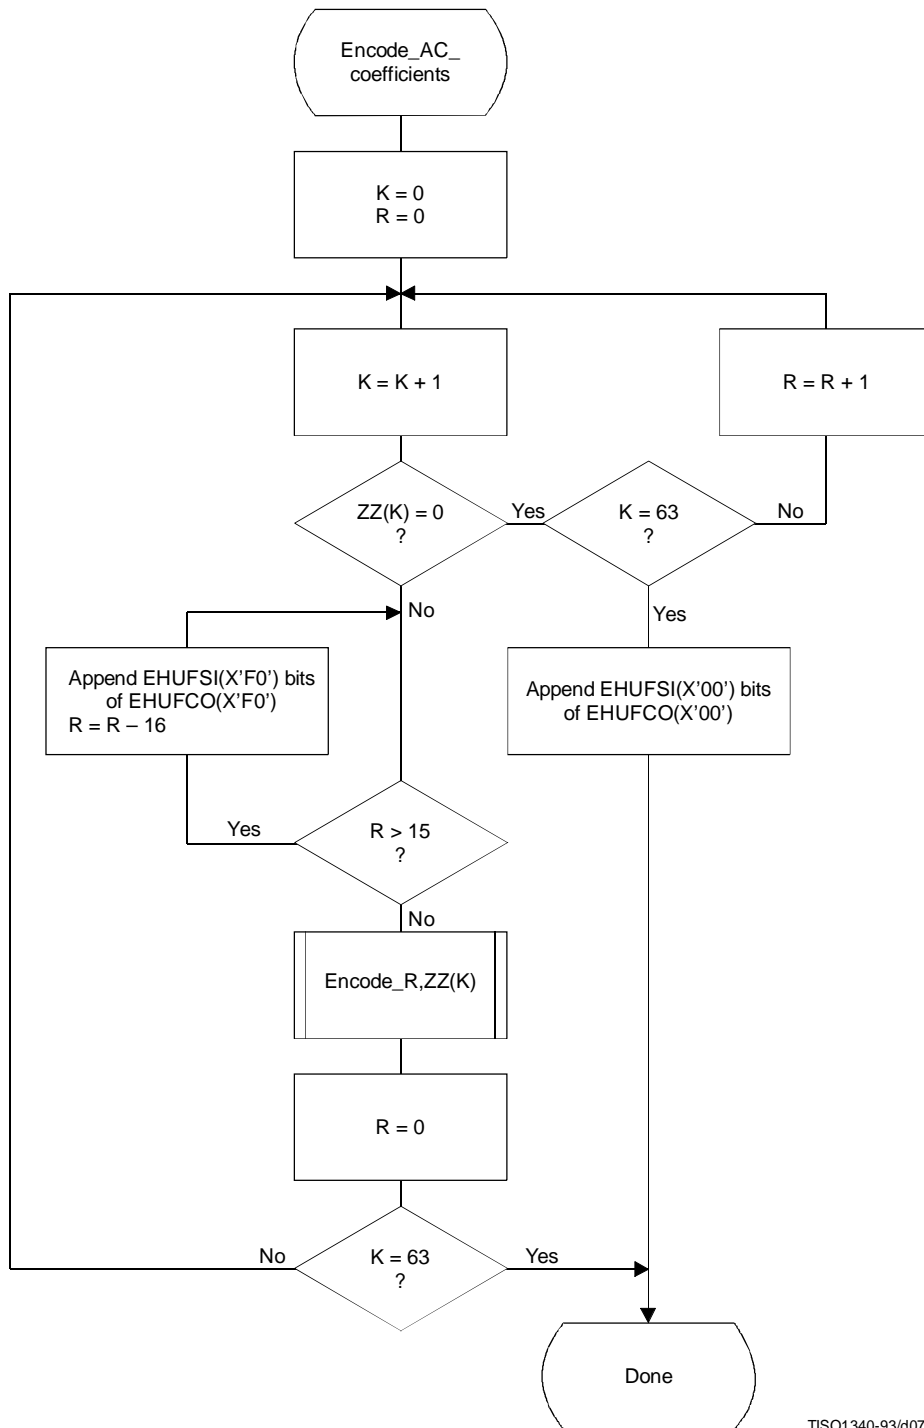 Encode_AC_
coefficients
K = 0
R = 0
K = K + 1
R = R + 1
ZZ(K) = 0
?
Yes
K = 63
?
No
No
Yes
Append EHUFSI(X'F0') bits
of EHUFCO(X'F0')
R = R – 16
Append EHUFSI(X'00') bits
of EHUFCO(X'00')
Yes
R > 15
?
No
Encode_R,ZZ(K)
R = 0
No
K = 63
?
Yes
Done
TISO1340-93/d07